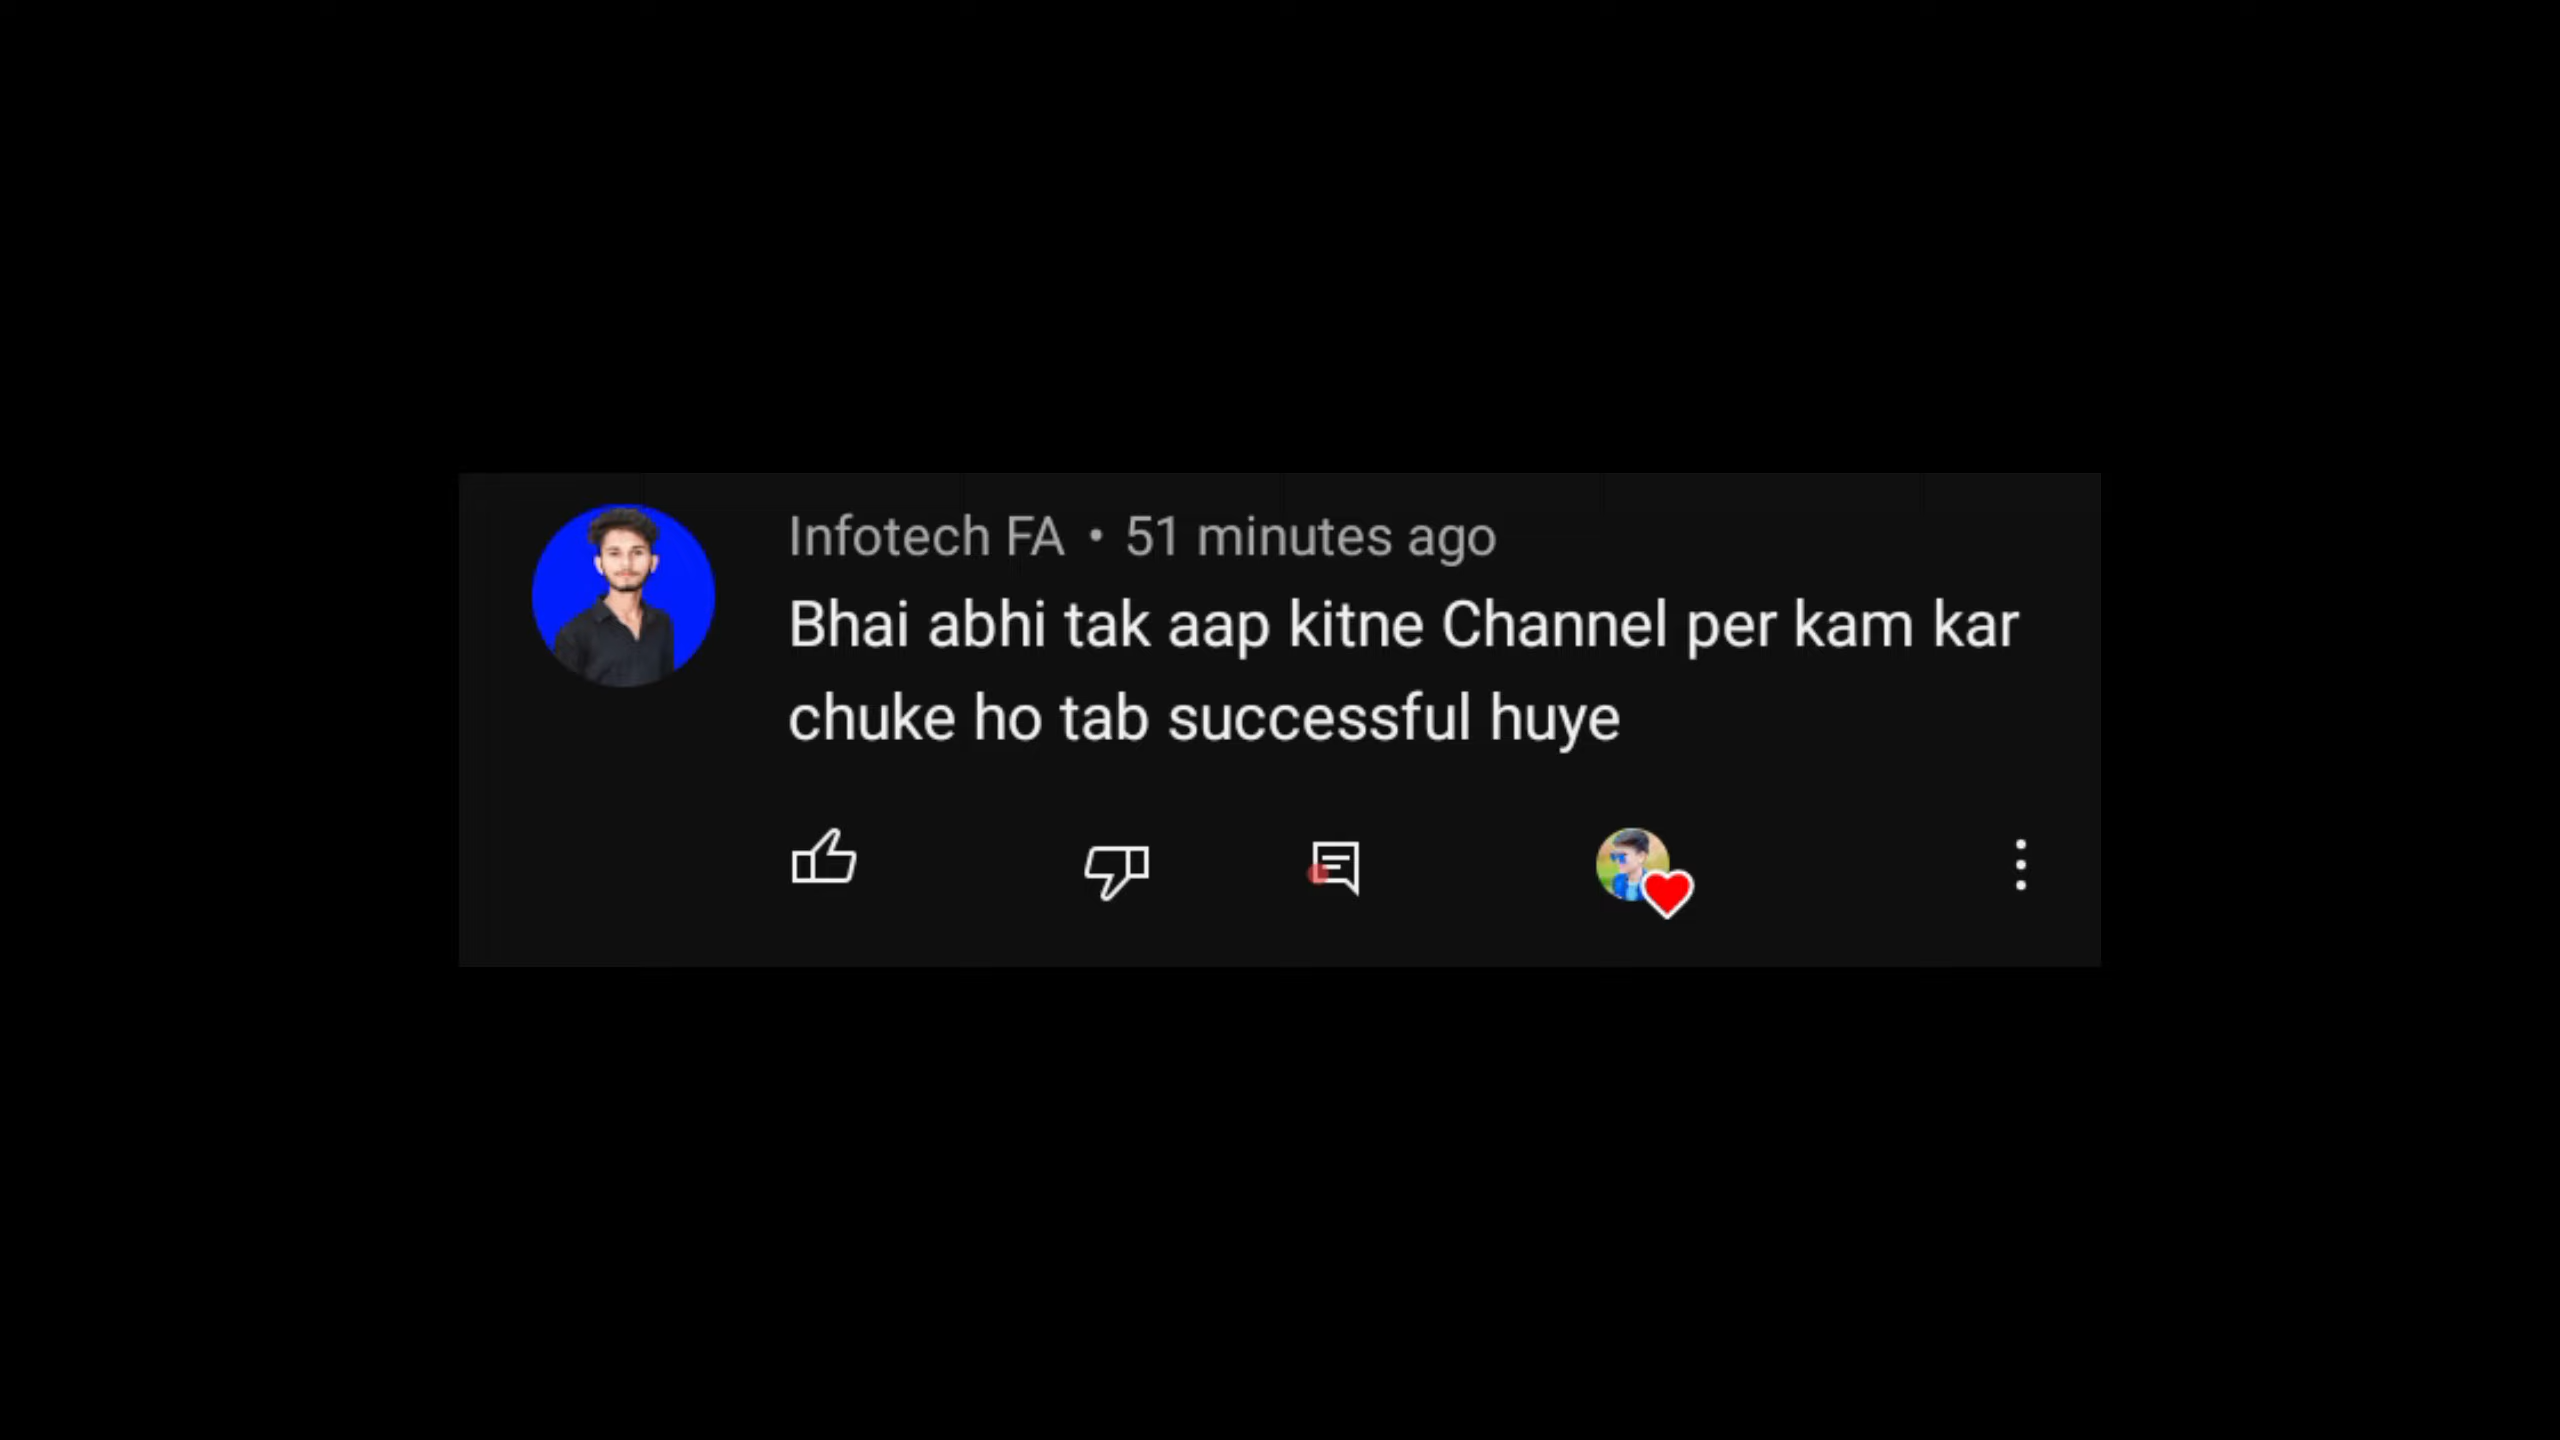 Infotech FA • 51 minutes ago
Bhai abhi tak aap kitne Channel per kam kar
chuke ho tab successful huye